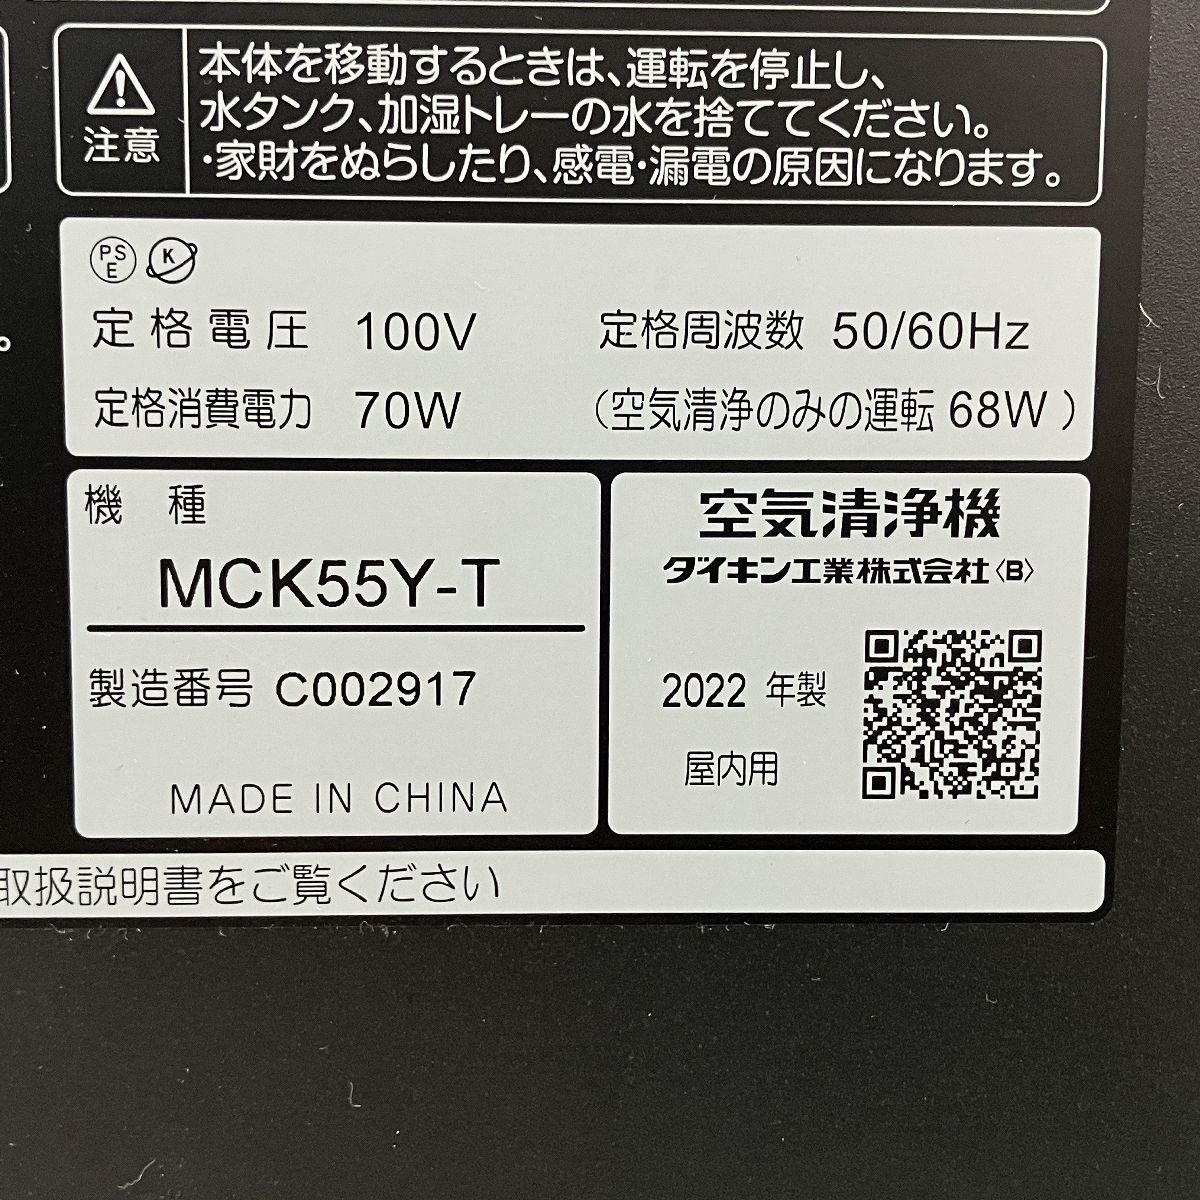 注意
本体を移動するときは、運転を停止し、
水タンク、加湿トレーの水を捨ててください。
・家財をぬらしたり、感電・漏電の原因になります。
。
PS
E
K
定格電圧 100V 定格周波数 50/60Hz
定格消費電力 70W (空気清浄のみの運転 68W)
機 種
MCK55Y-T
製造番号 C002917
MADE IN CHINA
空気清浄機
ダイキン工業株式会社〈B〉
2022 年製
屋内用
取扱説明書をご覧ください